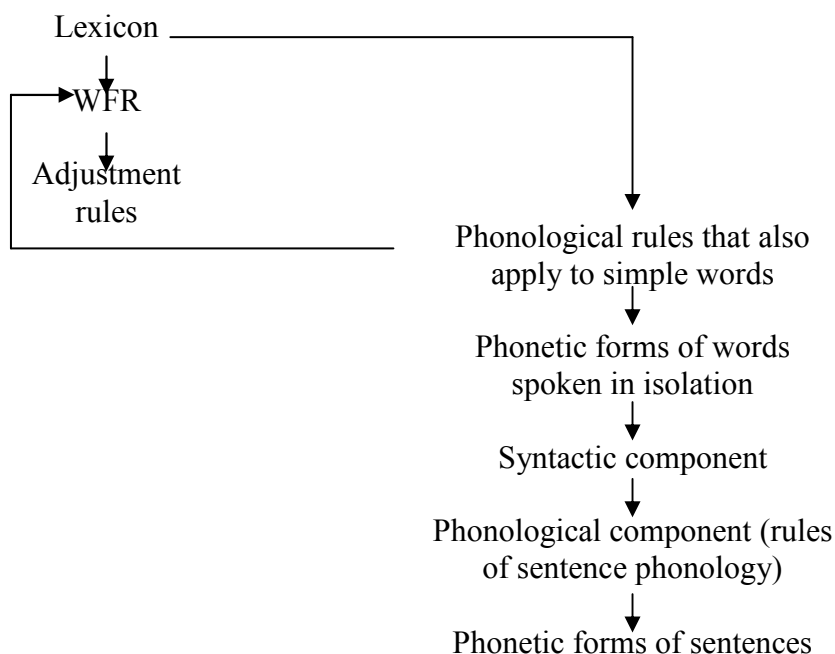 Lexicon
WFR
Adjustment
rules
Phonological rules that also
apply to simple words
Phonetic forms of words
spoken in isolation
Syntactic component
Phonological component (rules
of sentence phonology)
Phonetic forms of sentences